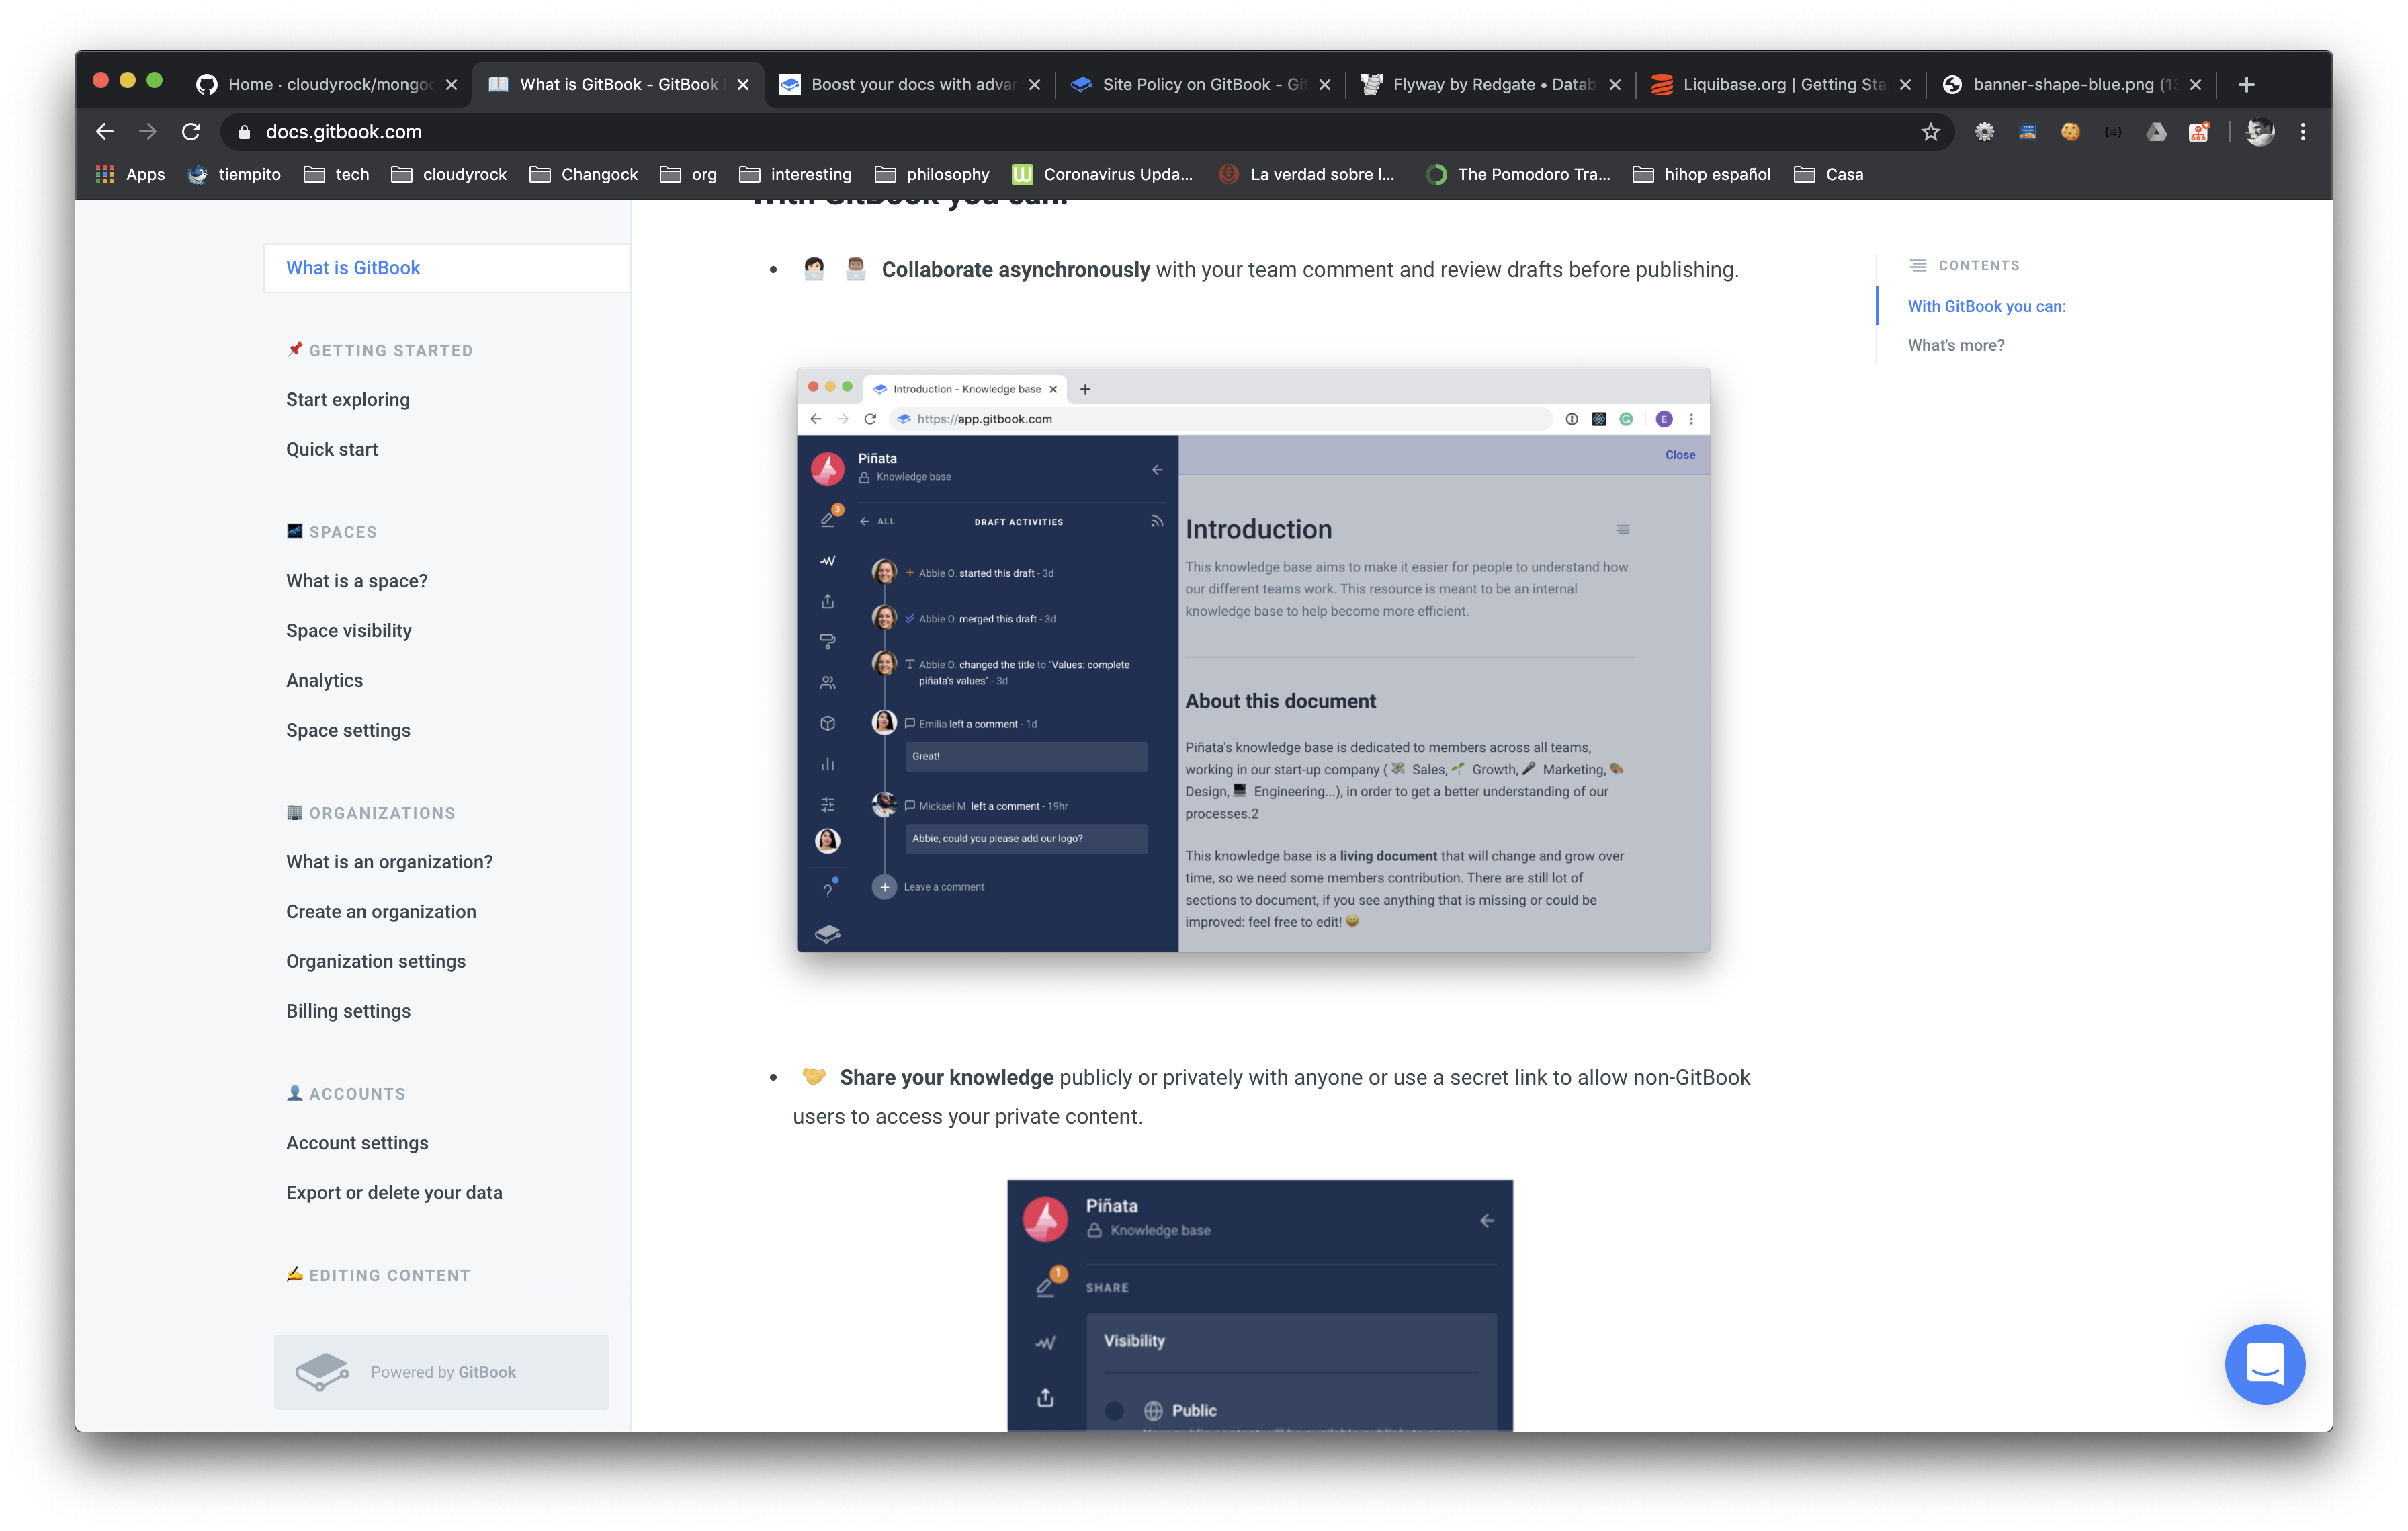 Home · cloudyrock/mongo
What is GitBook - GitBook
Boost your docs with advan
Site Policy on GitBook - Git
Flyway by Redgate • Datab
Liquibase.org | Getting Sta
banner-shape-blue.png (13
docs.gitbook.com
Apps
tiempito
tech
cloudyrock
Changock
org
interesting
philosophy
Coronavirus Upda...
La verdad sobre l...
The Pomodoro Tra...
hihop español
Casa
What is GitBook
GETTING STARTED
Start exploring
Quick start
SPACES
What is a space?
Space visibility
Analytics
Space settings
ORGANIZATIONS
What is an organization?
Create an organization
Organization settings
Billing settings
ACCOUNTS
Account settings
Export or delete your data
EDITING CONTENT
Powered by GitBook
With GitBook you can:
Collaborate asynchronously with your team comment and review drafts before publishing.
Introduction - Knowledge base
https://app.gitbook.com
Piñata
Knowledge base
3
ALL
DRAFT ACTIVITIES
Abbie O. started this draft - 3d
Abbie O. merged this draft - 3d
Abbie O. changed the title to "Values: complete
piñata's values" - 3d
Emilia left a comment - 1d
Great!
Mickael M. left a comment - 19hr
Abbie, could you please add our logo?
Leave a comment
E
Close
Introduction
This knowledge base aims to make it easier for people to understand how
our different teams work. This resource is meant to be an internal
knowledge base to help become more efficient.
About this document
Piñata's knowledge base is dedicated to members across all teams,
working in our start-up company ( 💸 Sales, 🌱 Growth, 🎤 Marketing, 🎨
Design, 💻 Engineering...), in order to get a better understanding of our
processes.2
This knowledge base is a living document that will change and grow over
time, so we need some members contribution. There are still lot of
sections to document, if you see anything that is missing or could be
improved: feel free to edit! 😄
Share your knowledge publicly or privately with anyone or use a secret link to allow non-GitBook
users to access your private content.
Piñata
Knowledge base
1
SHARE
Visibility
Public
CONTENTS
With GitBook you can:
What's more?